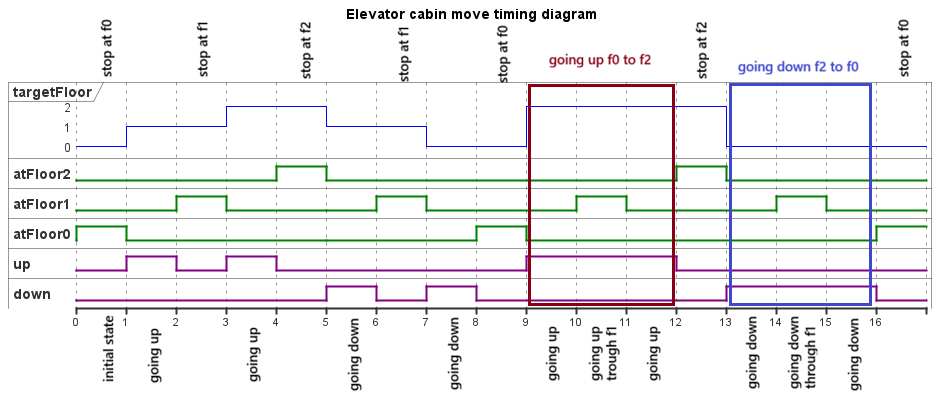 Elevator cabin move timing diagram
stop at f0
stop at f1
stop at f2
stop at f1
stop at f0
going up f0 to f2
stop at f2
going down f2 to f0
stop at f0
targetFloor
2
1
0
atFloor2
atFloor1
atFloor0
up
down
0 1 2 3 4 5 6 7 8 9 10 11 12 13 14 15 16
initial state
going up
going up
going down
going down
going up
going up
trough f1
going up
going down
going down
through f1
going down